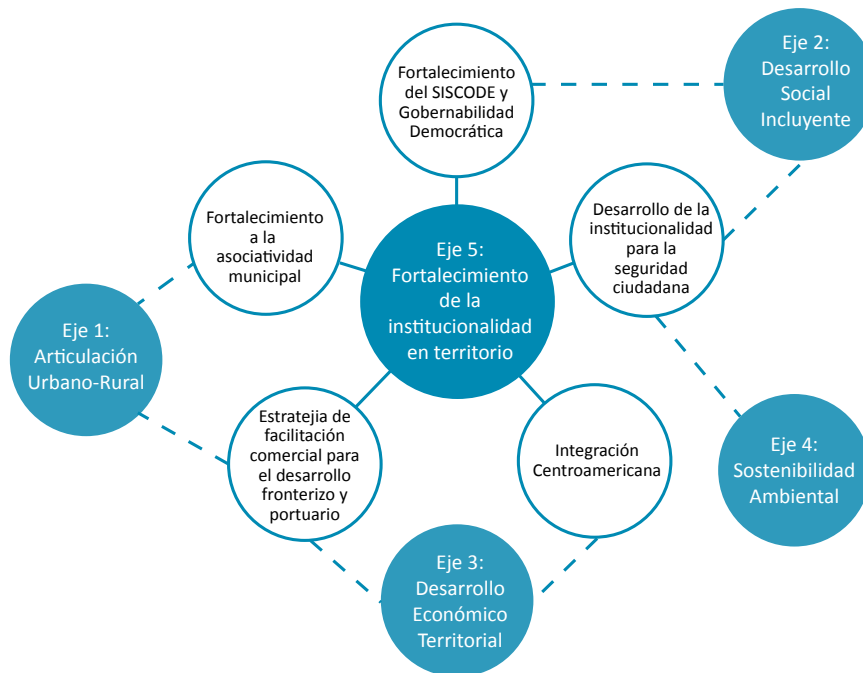 Eje 2:
Desarrollo
Social
Incluyente
Fortalecimiento
del SISCODE y
Gobernabilidad
Democrática
Fortalecimiento
a la
asociatividad
municipal
Desarrollo de la
institucionalidad
para la
seguridad
ciudadana
Eje 5:
Fortalecimiento
de la
institucionalidad
en territorio
Eje 1:
Articulación
Urbano-Rural
Estratejia de
facilitación
comercial para
el desarrollo
fronterizo y
portuario
Integración
Centroamericana
Eje 4:
Sostenibilidad
Ambiental
Eje 3:
Desarrollo
Económico
Territorial